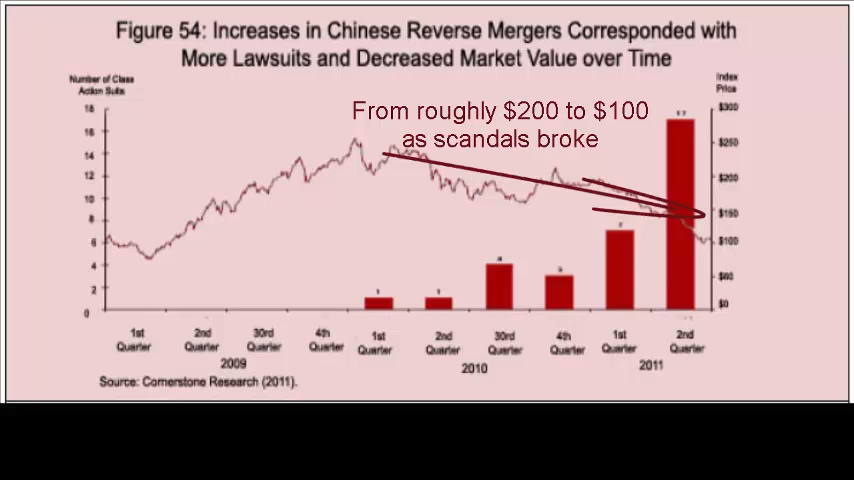 Figure 54: Increases in Chinese Reverse Mergers Corresponded with
More Lawsuits and Decreased Market Value over Time
Number of Class
Action Suits
Index
Price
From roughly $200 to $100
as scandals broke
18
16
14
12
10
8
6
4
2
0
$300
$250
$200
$150
$100
$0
1
1
4
3
7
17
1st
Quarter
2nd
Quarter
30rd
Quarter
4th
Quarter
1st
Quarter
2nd
Quarter
30rd
Quarter
4th
Quarter
1st
Quarter
2nd
Quarter
2009
2010
2011
Source: Cornerstone Research (2011).